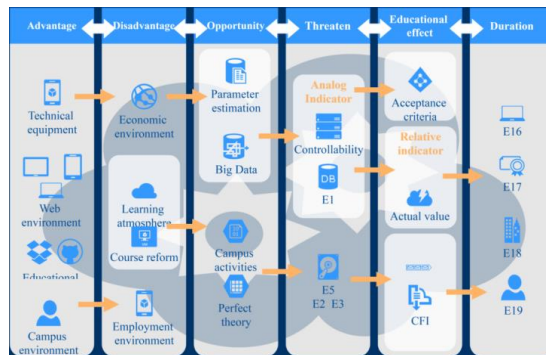 Advantage
Disadvantage
Opportunity
Threaten
Educational
effect
Duration
Technical
equipment
Web
environment
Educational
Campus
environment
Economic
environment
Learning
atmosphere
Course reform
Employment
environment
Parameter
estimation
Big Data
Campus
activities
Perfect
theory
Analog
Indicator
Controllability
DB
E1
E5
E2 E3
Acceptance
criteria
Relative
indicator
Actual value
CFI
E16
E17
E18
E19